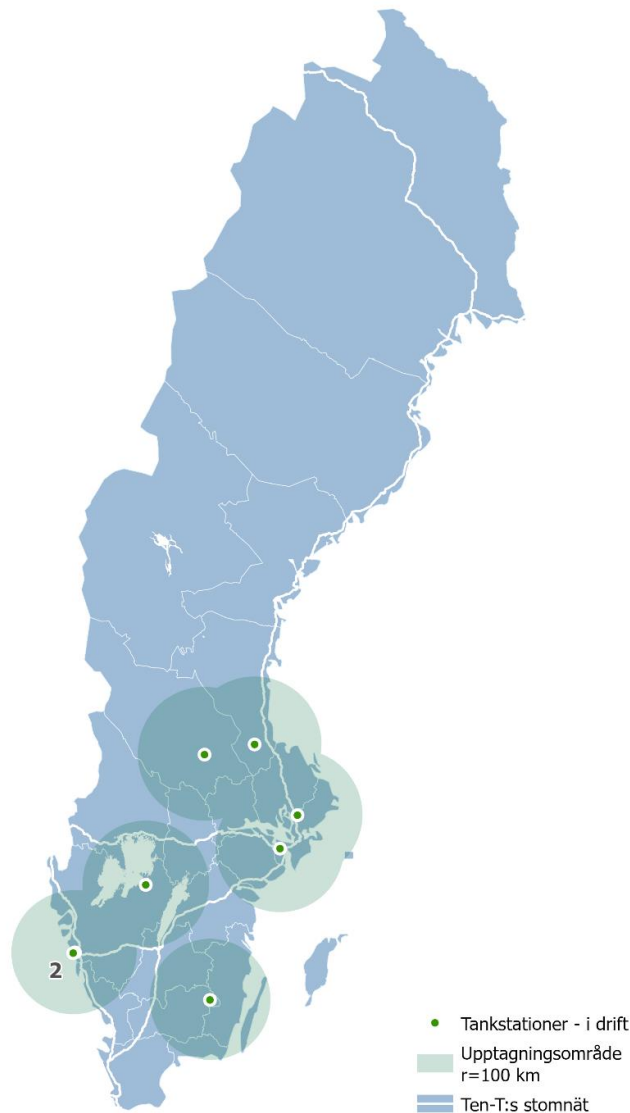 2
Tankstationer - i drift
Upptagningsområde
r=100 km
Ten-T:s stomnät